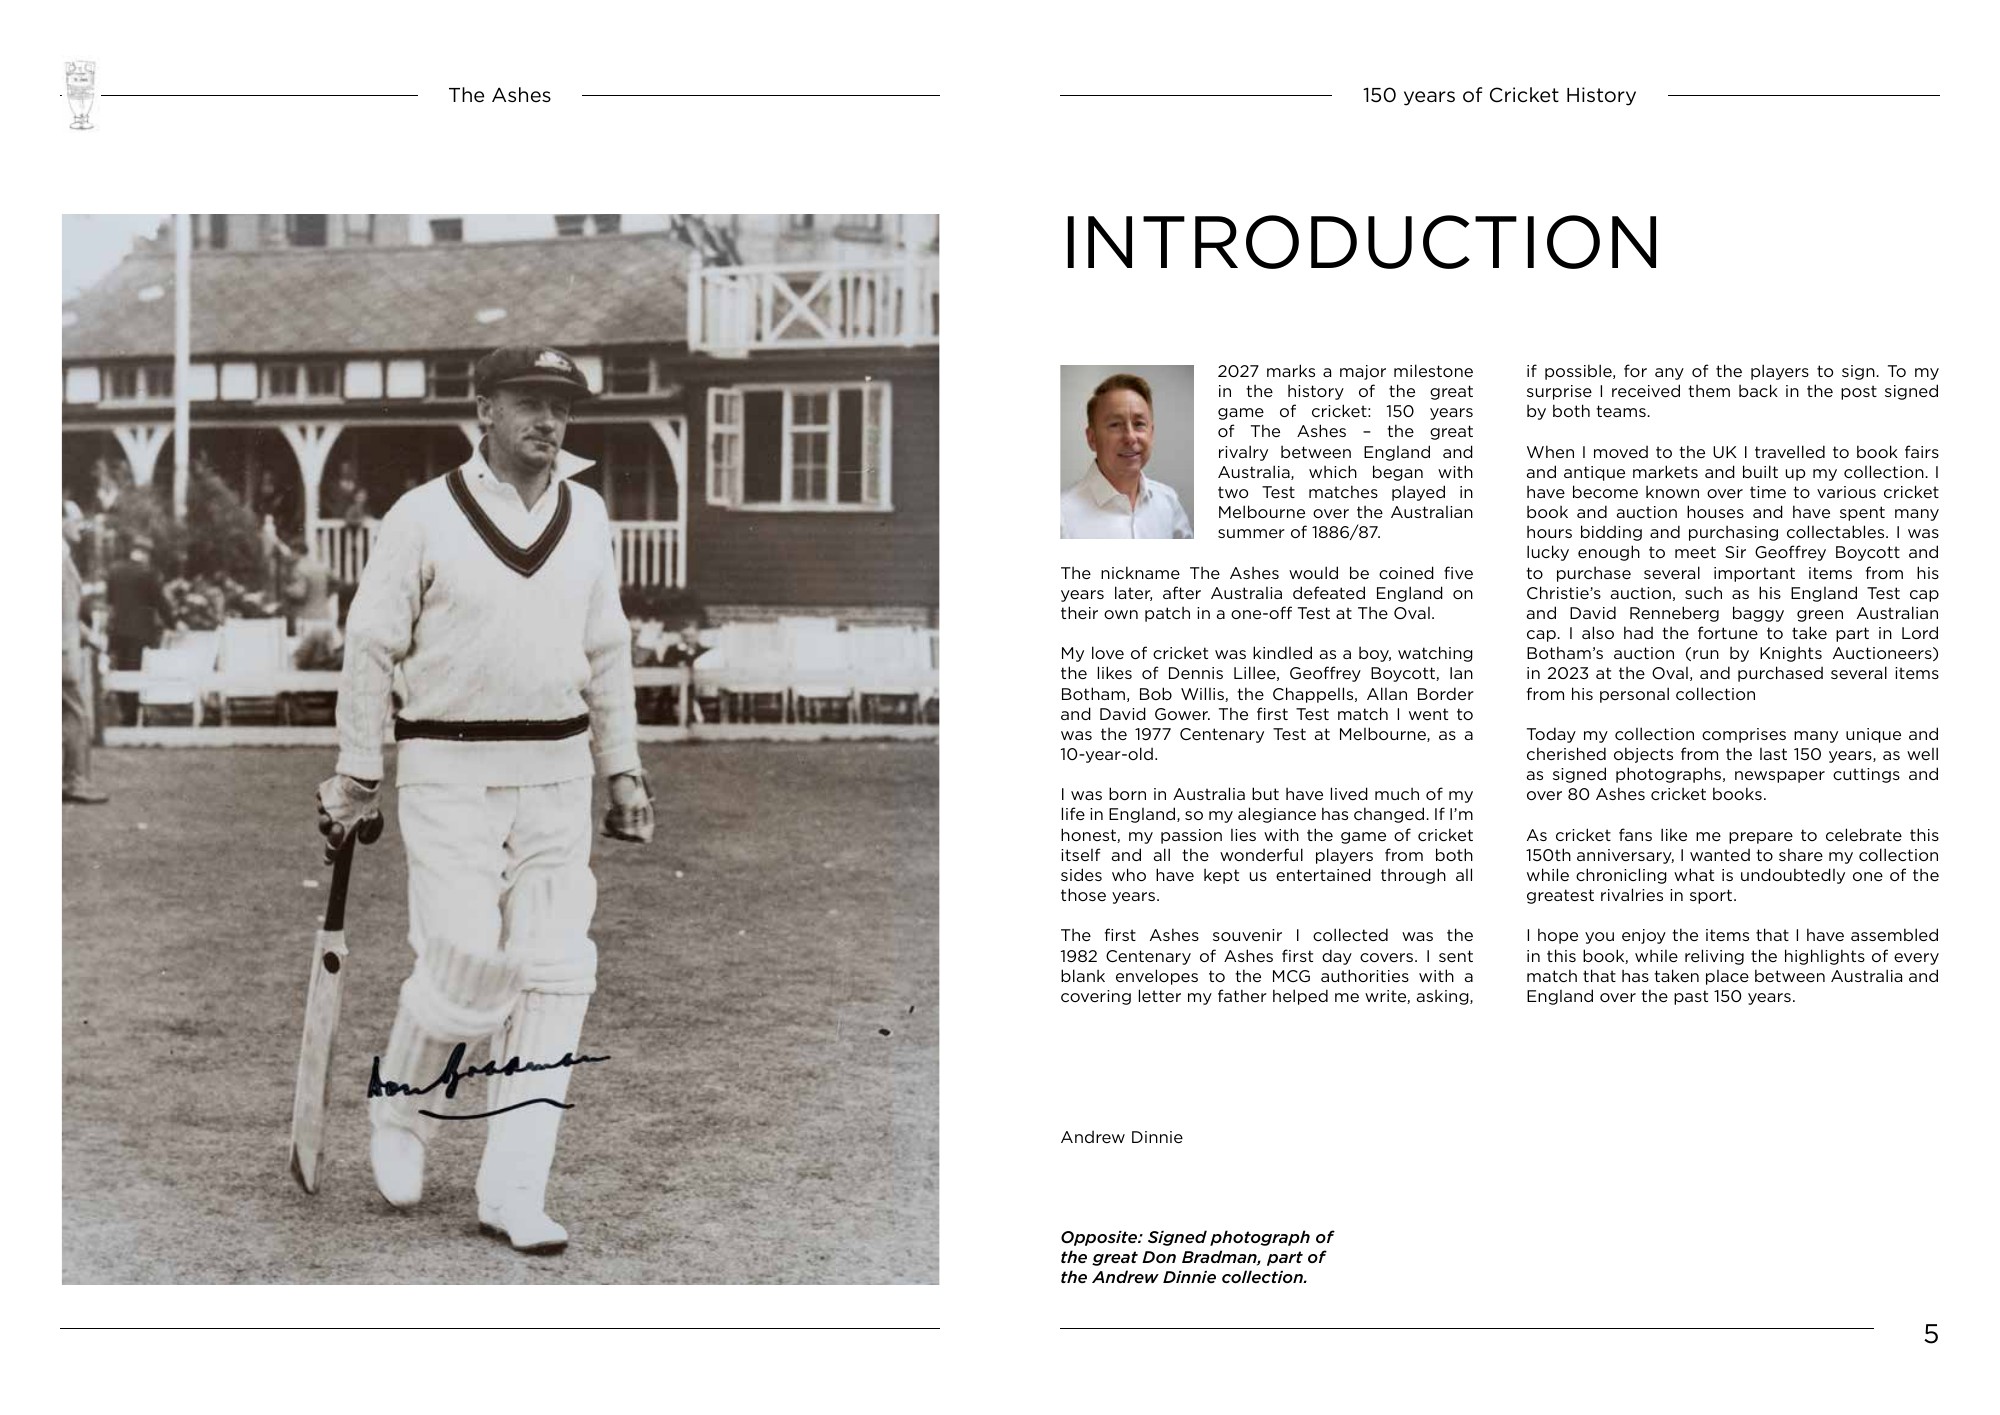 The Ashes
150 years of Cricket History
Don Bradman
INTRODUCTION
2027 marks a major milestone
in the history of the great
game of cricket: 150 years
of The Ashes – the great
rivalry between England and
Australia, which began with
two Test matches played in
Melbourne over the Australian
summer of 1886/87.
The nickname The Ashes would be coined five
years later, after Australia defeated England on
their own patch in a one-off Test at The Oval.
My love of cricket was kindled as a boy, watching
the likes of Dennis Lillee, Geoffrey Boycott, Ian
Botham, Bob Willis, the Chappells, Allan Border
and David Gower. The first Test match I went to
was the 1977 Centenary Test at Melbourne, as a
10-year-old.
I was born in Australia but have lived much of my
life in England, so my alegiance has changed. If I’m
honest, my passion lies with the game of cricket
itself and all the wonderful players from both
sides who have kept us entertained through all
those years.
The first Ashes souvenir I collected was the
1982 Centenary of Ashes first day covers. I sent
blank envelopes to the MCG authorities with a
covering letter my father helped me write, asking,
if possible, for any of the players to sign. To my
surprise I received them back in the post signed
by both teams.
When I moved to the UK I travelled to book fairs
and antique markets and built up my collection. I
have become known over time to various cricket
book and auction houses and have spent many
hours bidding and purchasing collectables. I was
lucky enough to meet Sir Geoffrey Boycott and
to purchase several important items from his
Christie’s auction, such as his England Test cap
and David Renneberg baggy green Australian
cap. I also had the fortune to take part in Lord
Botham’s auction (run by Knights Auctioneers)
in 2023 at the Oval, and purchased several items
from his personal collection
Today my collection comprises many unique and
cherished objects from the last 150 years, as well
as signed photographs, newspaper cuttings and
over 80 Ashes cricket books.
As cricket fans like me prepare to celebrate this
150th anniversary, I wanted to share my collection
while chronicling what is undoubtedly one of the
greatest rivalries in sport.
I hope you enjoy the items that I have assembled
in this book, while reliving the highlights of every
match that has taken place between Australia and
England over the past 150 years.
Andrew Dinnie
Opposite: Signed photograph of
the great Don Bradman, part of
the Andrew Dinnie collection.
5